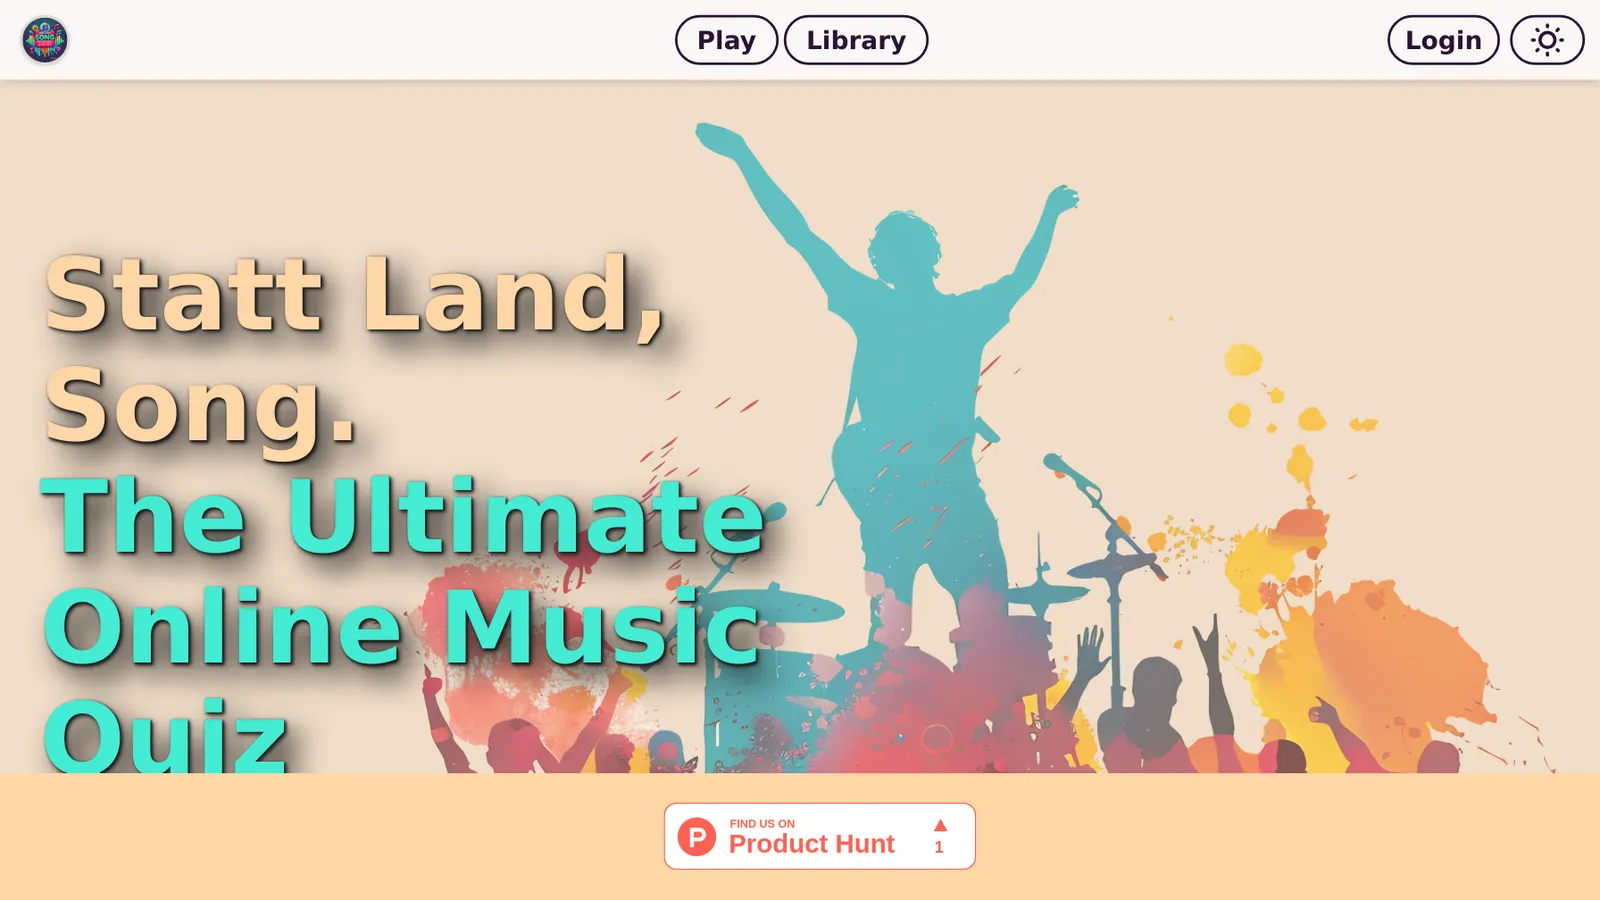 SONG
Play
Library
Login
Statt Land,
Song.
The Ultimate
Online Music
Quiz
FIND US ON
Product Hunt
1